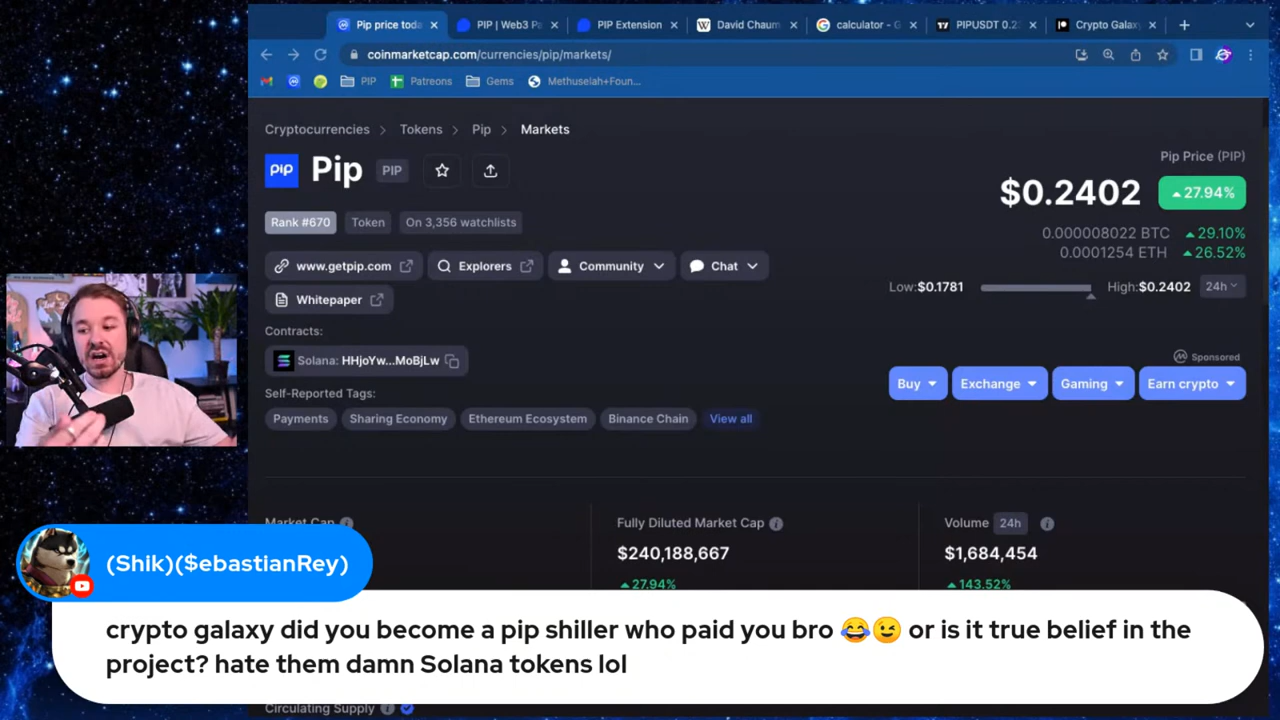 Pip price toda
PIP | Web3 Pa
PIP Extension
David Chaum
calculator - G
PIPUSDT 0.2
Crypto Galax
coinmarketcap.com/currencies/pip/markets/
PIP
Patreons
Gems
Methuselah+Foun...
Cryptocurrencies > Tokens > Pip > Markets
Pip Price (PIP)
PIP
Pip
PIP
$0.2402
27.94%
Rank #670
Token
On 3,356 watchlists
0.000008022 BTC
29.10%
0.0001254 ETH
26.52%
www.getpip.com
Explorers
Community
Chat
Low:$0.1781
High:$0.2402
24h
Whitepaper
Contracts:
Solana: HHjoYw...MoBjLw
Sponsored
Buy
Exchange
Gaming
Earn crypto
Self-Reported Tags:
Payments
Sharing Economy
Ethereum Ecosystem
Binance Chain
View all
Market Cap
Fully Diluted Market Cap
Volume 24h
$240,188,667
$1,684,454
27.94%
143.52%
(Shik)($ebastianRey)
crypto galaxy did you become a pip shiller who paid you bro 😂😉 or is it true belief in the
project? hate them damn Solana tokens lol
Circulating Supply